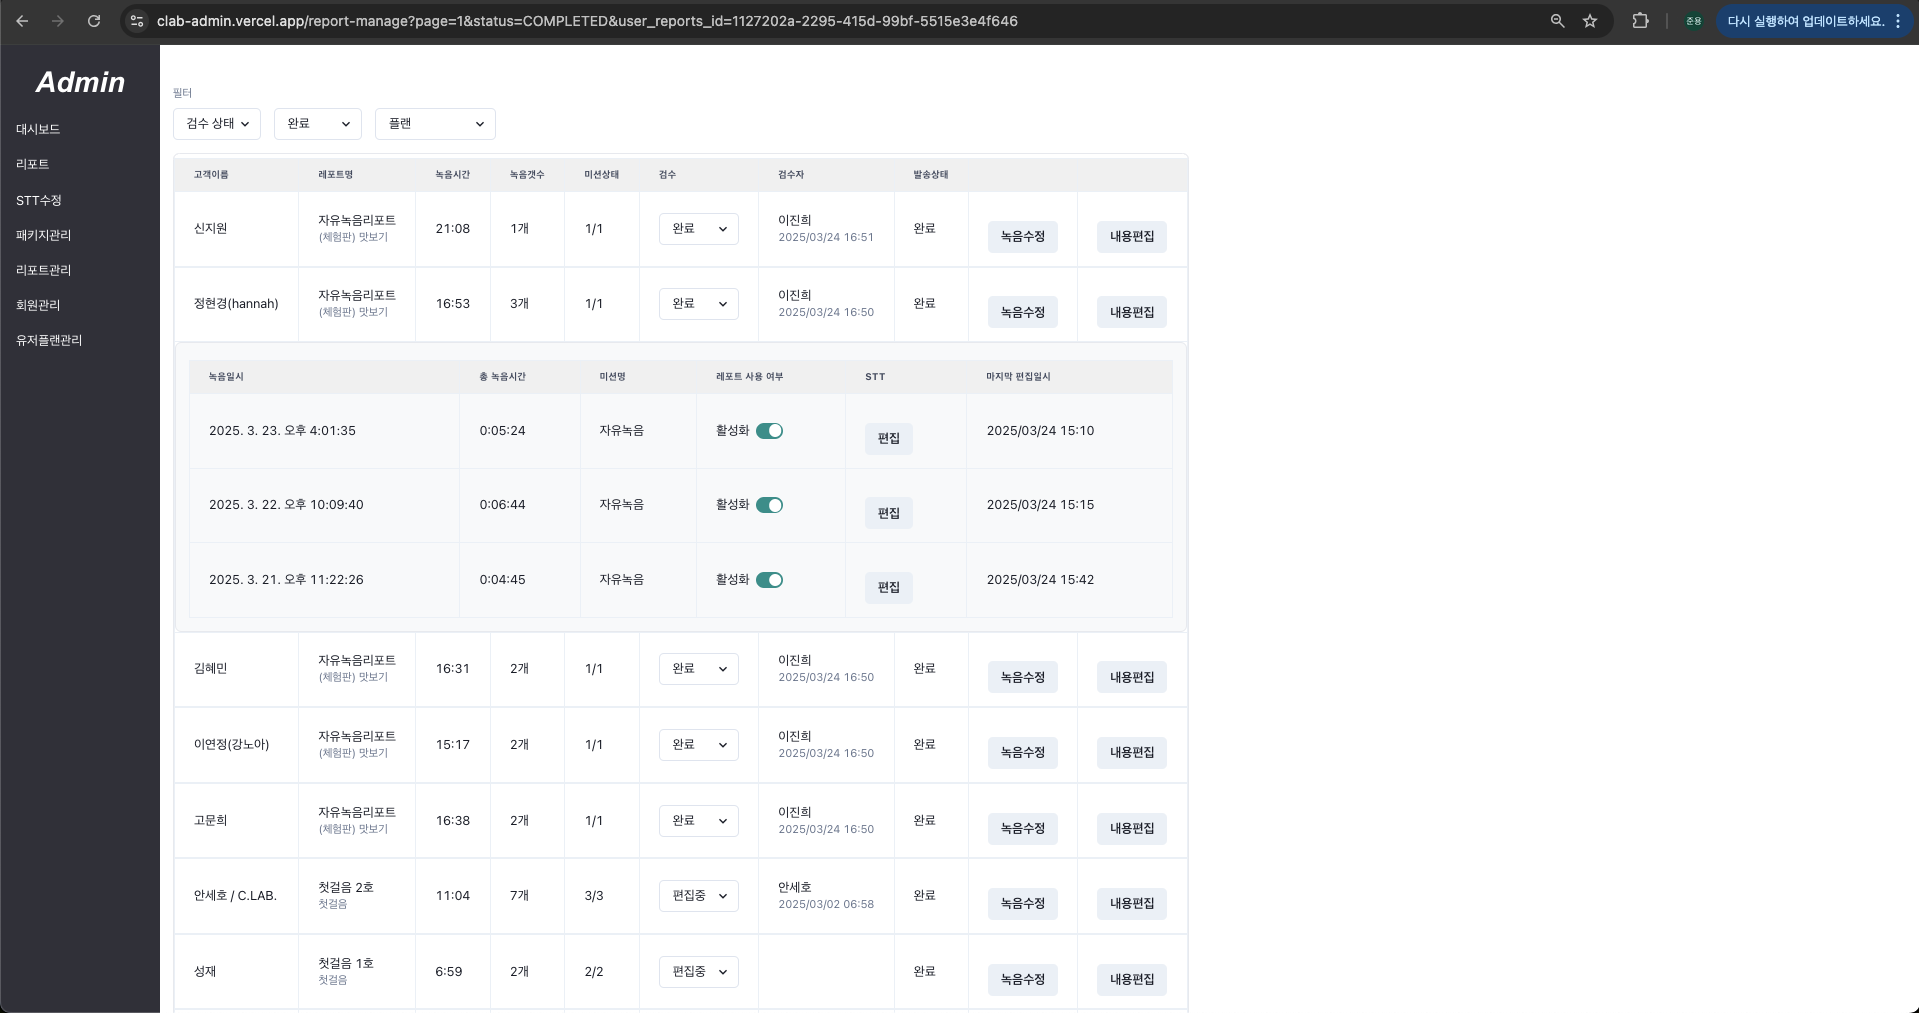 clab-admin.vercel.app/report-manage?page=1&status=COMPLETED&user_reports_id=1127202a-2295-415d-99bf-5515e3e4f646
준용
다시 실행하여 업데이트하세요.
Admin
대시보드
리포트
STT수정
패키지관리
리포트관리
회원관리
유저플랜관리
필터
검수 상태 완료 플랜
고객이름 레포트명 녹음시간 녹음갯수 미션상태 검수 검수자 발송상태
신지원 자유녹음리포트 21:08 1개 1/1 완료 이진희 완료 녹음수정 내용편집
(체험판) 맛보기 2025/03/24 16:51
정현경(hannah) 자유녹음리포트 16:53 3개 1/1 완료 이진희 완료 녹음수정 내용편집
(체험판) 맛보기 2025/03/24 16:50
녹음일시 총 녹음시간 미션명 레포트 사용 여부 STT 마지막 편집일시
2025. 3. 23. 오후 4:01:35 0:05:24 자유녹음 활성화 편집 2025/03/24 15:10
2025. 3. 22. 오후 10:09:40 0:06:44 자유녹음 활성화 편집 2025/03/24 15:15
2025. 3. 21. 오후 11:22:26 0:04:45 자유녹음 활성화 편집 2025/03/24 15:42
김혜민 자유녹음리포트 16:31 2개 1/1 완료 이진희 완료 녹음수정 내용편집
(체험판) 맛보기 2025/03/24 16:50
이연정(강노아) 자유녹음리포트 15:17 2개 1/1 완료 이진희 완료 녹음수정 내용편집
(체험판) 맛보기 2025/03/24 16:50
고문희 자유녹음리포트 16:38 2개 1/1 완료 이진희 완료 녹음수정 내용편집
(체험판) 맛보기 2025/03/24 16:50
안세호 / C.LAB. 첫걸음 2호 11:04 7개 3/3 편집중 안세호 완료 녹음수정 내용편집
첫걸음 2025/03/02 06:58
성재 첫걸음 1호 6:59 2개 2/2 편집중 완료 녹음수정 내용편집
첫걸음